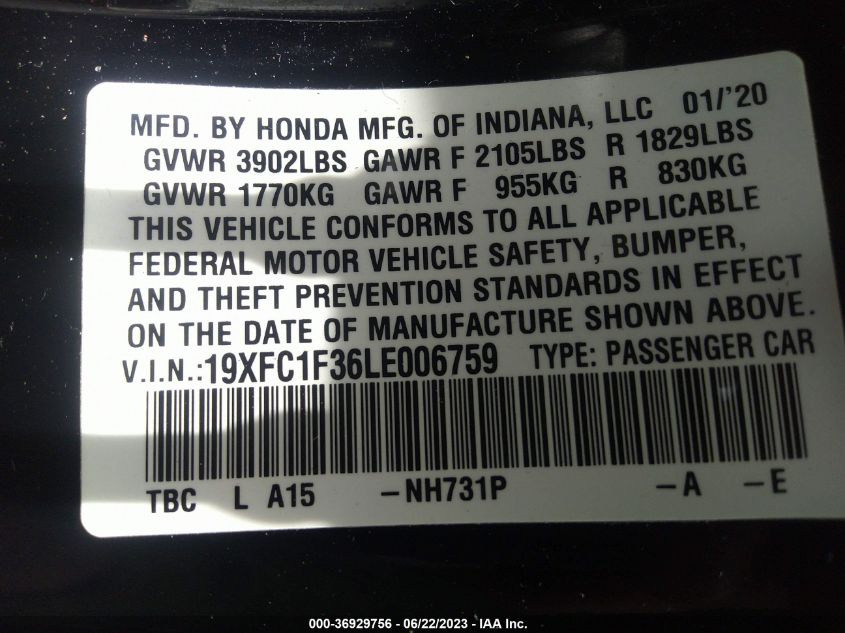 MFD. BY HONDA MFG. OF INDIANA, LLC 01/'20
GVWR 3902LBS GAWR F 2105LBS R 1829LBS
GVWR 1770KG GAWR F 955KG R 830KG
THIS VEHICLE CONFORMS TO ALL APPLICABLE
FEDERAL MOTOR VEHICLE SAFETY, BUMPER,
AND THEFT PREVENTION STANDARDS IN EFFECT
ON THE DATE OF MANUFACTURE SHOWN ABOVE.
V.I.N.:19XFC1F36LE006759 TYPE: PASSENGER CAR
TBC L A15 -NH731P -A -E
000-36929756 - 06/22/2023 - IAA Inc.